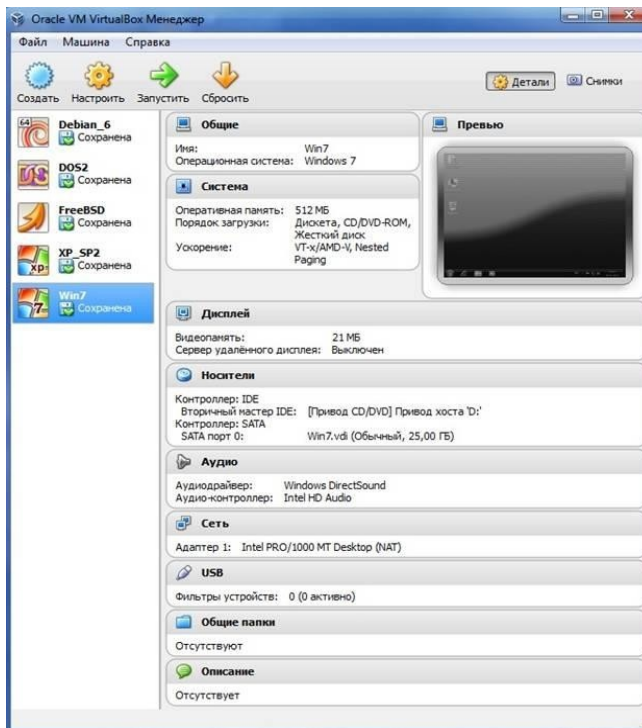 Oracle VM VirtualBox Менеджер
Файл Машина Справка
Создать Настроить Запустить Сбросить
Детали Снимки
64 Debian_6
Сохранена
DOS2
Сохранена
FreeBSD
Сохранена
xp XP_SP2
Сохранена
7 Win7
Сохранена
Общие
Имя: Win7
Операционная система: Windows 7
Система
Оперативная память: 512 МБ
Порядок загрузки: Дискета, CD/DVD-ROM,
Жесткий диск
Ускорение: VT-x/AMD-V, Nested
Paging
Превью
Дисплей
Видеопамять: 21 МБ
Сервер удалённого дисплея: Выключен
Носители
Контроллер: IDE
Вторичный мастер IDE: [Привод CD/DVD] Привод хоста 'D:'
Контроллер: SATA
SATA порт 0: Win7.vdi (Обычный, 25,00 ГБ)
Аудио
Аудиодрайвер: Windows DirectSound
Аудио-контроллер: Intel HD Audio
Сеть
Адаптер 1: Intel PRO/1000 MT Desktop (NAT)
USB
Фильтры устройств: 0 (0 активно)
Общие папки
Отсутствуют
Описание
Отсутствует